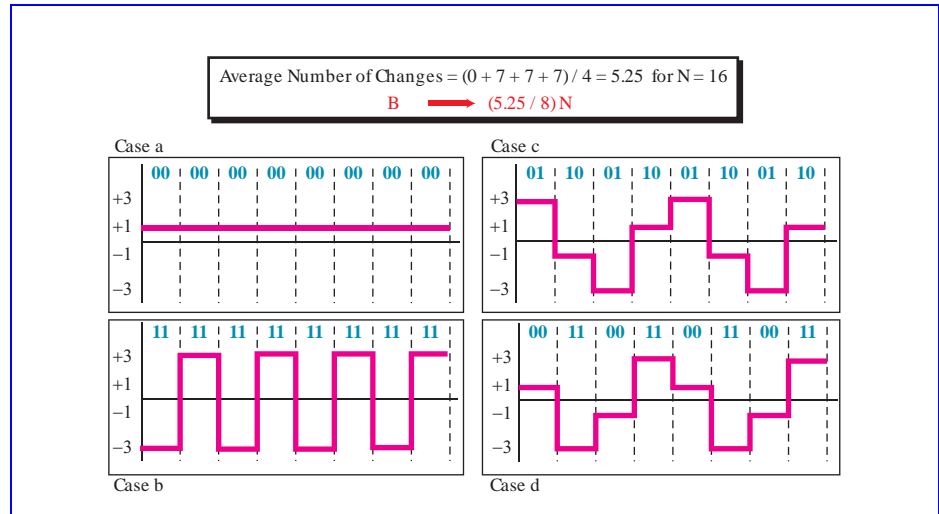 Average Number of Changes = (0 + 7 + 7 + 7) / 4 = 5.25 for N = 16
B (5.25 / 8) N
Case a
00 00 00 00 00 00 00 00
+3
+1
−1
−3
Case c
01 10 01 10 01 10 01 10
+3
+1
−1
−3
11 11 11 11 11 11 11 11
+3
+1
−1
−3
Case b
00 11 00 11 00 11 00 11
+3
+1
−1
−3
Case d